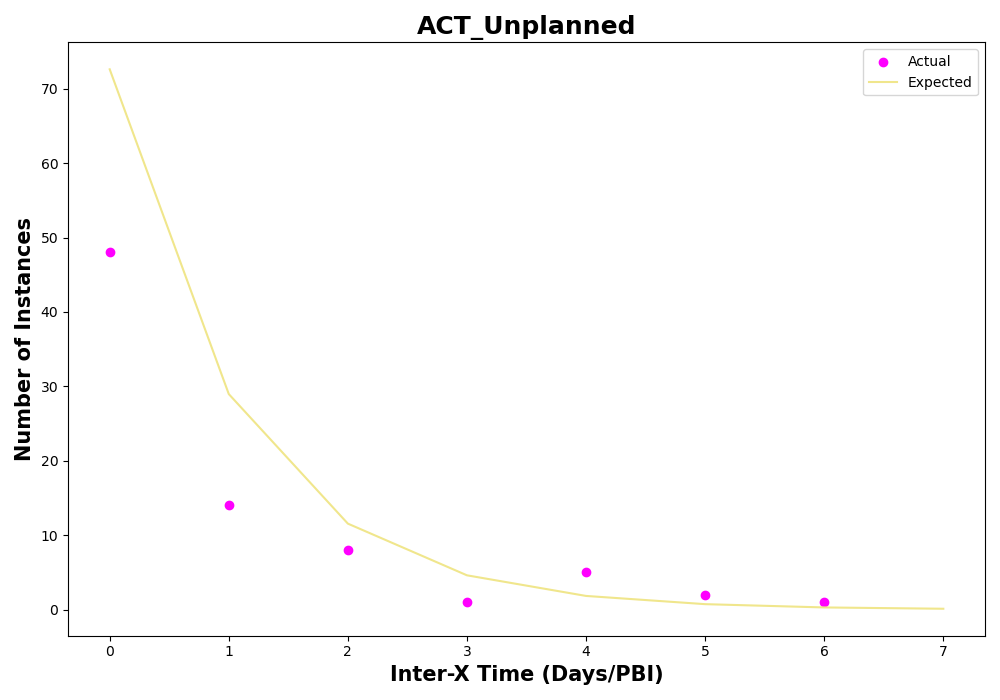 ACT_Unplanned
Actual
Expected
Number of Instances
70
60
50
40
30
20
10
0
0 1 2 3 4 5 6 7
Inter-X Time (Days/PBI)